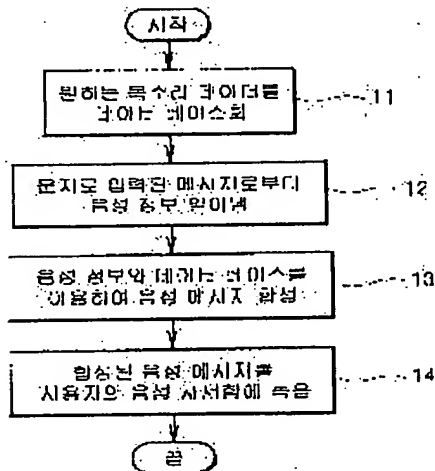 시작
원하는 목소리 데이터를
데이터 베이스화
11
문자로 입력된 메시지로부터
음성 정보 알아냄
12
음성 정보와 데이터 베이스를
이용하여 음성 메시지 합성
13
합성된 음성 메시지를
사용자의 음성 사서함에 녹음
14
끝